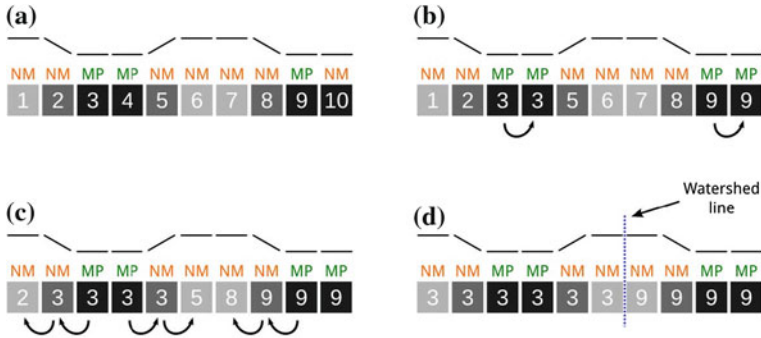 (a)
NM NM MP MP NM NM NM NM MP NM
1 2 3 4 5 6 7 8 9 10
(b)
NM NM MP MP NM NM NM NM MP MP
1 2 3 3 5 6 7 8 9 9
(c)
NM NM MP MP NM NM NM NM MP MP
2 3 3 3 3 5 8 9 9 9
(d)
Watershed
line
NM NM MP MP NM NM NM NM MP MP
3 3 3 3 3 3 9 9 9 9